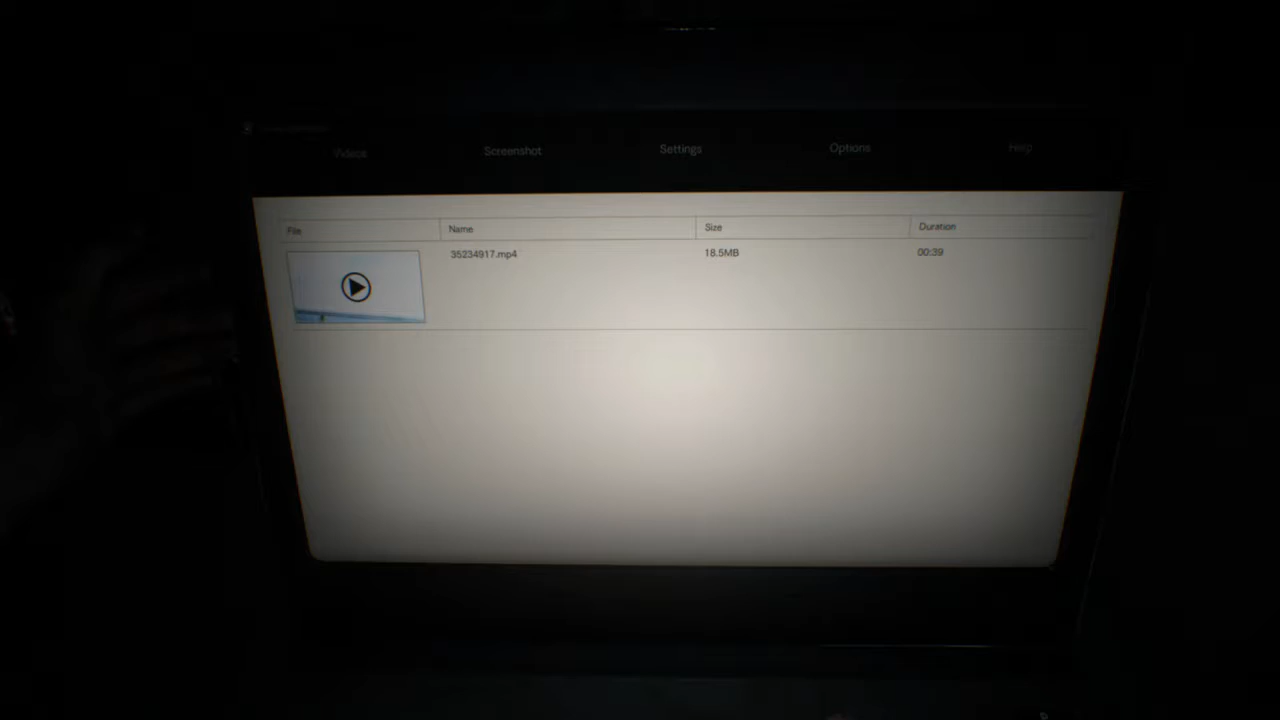 Videos Screenshot Settings Options Help
File Name Size Duration
35234917.mp4 18.5MB 00:39